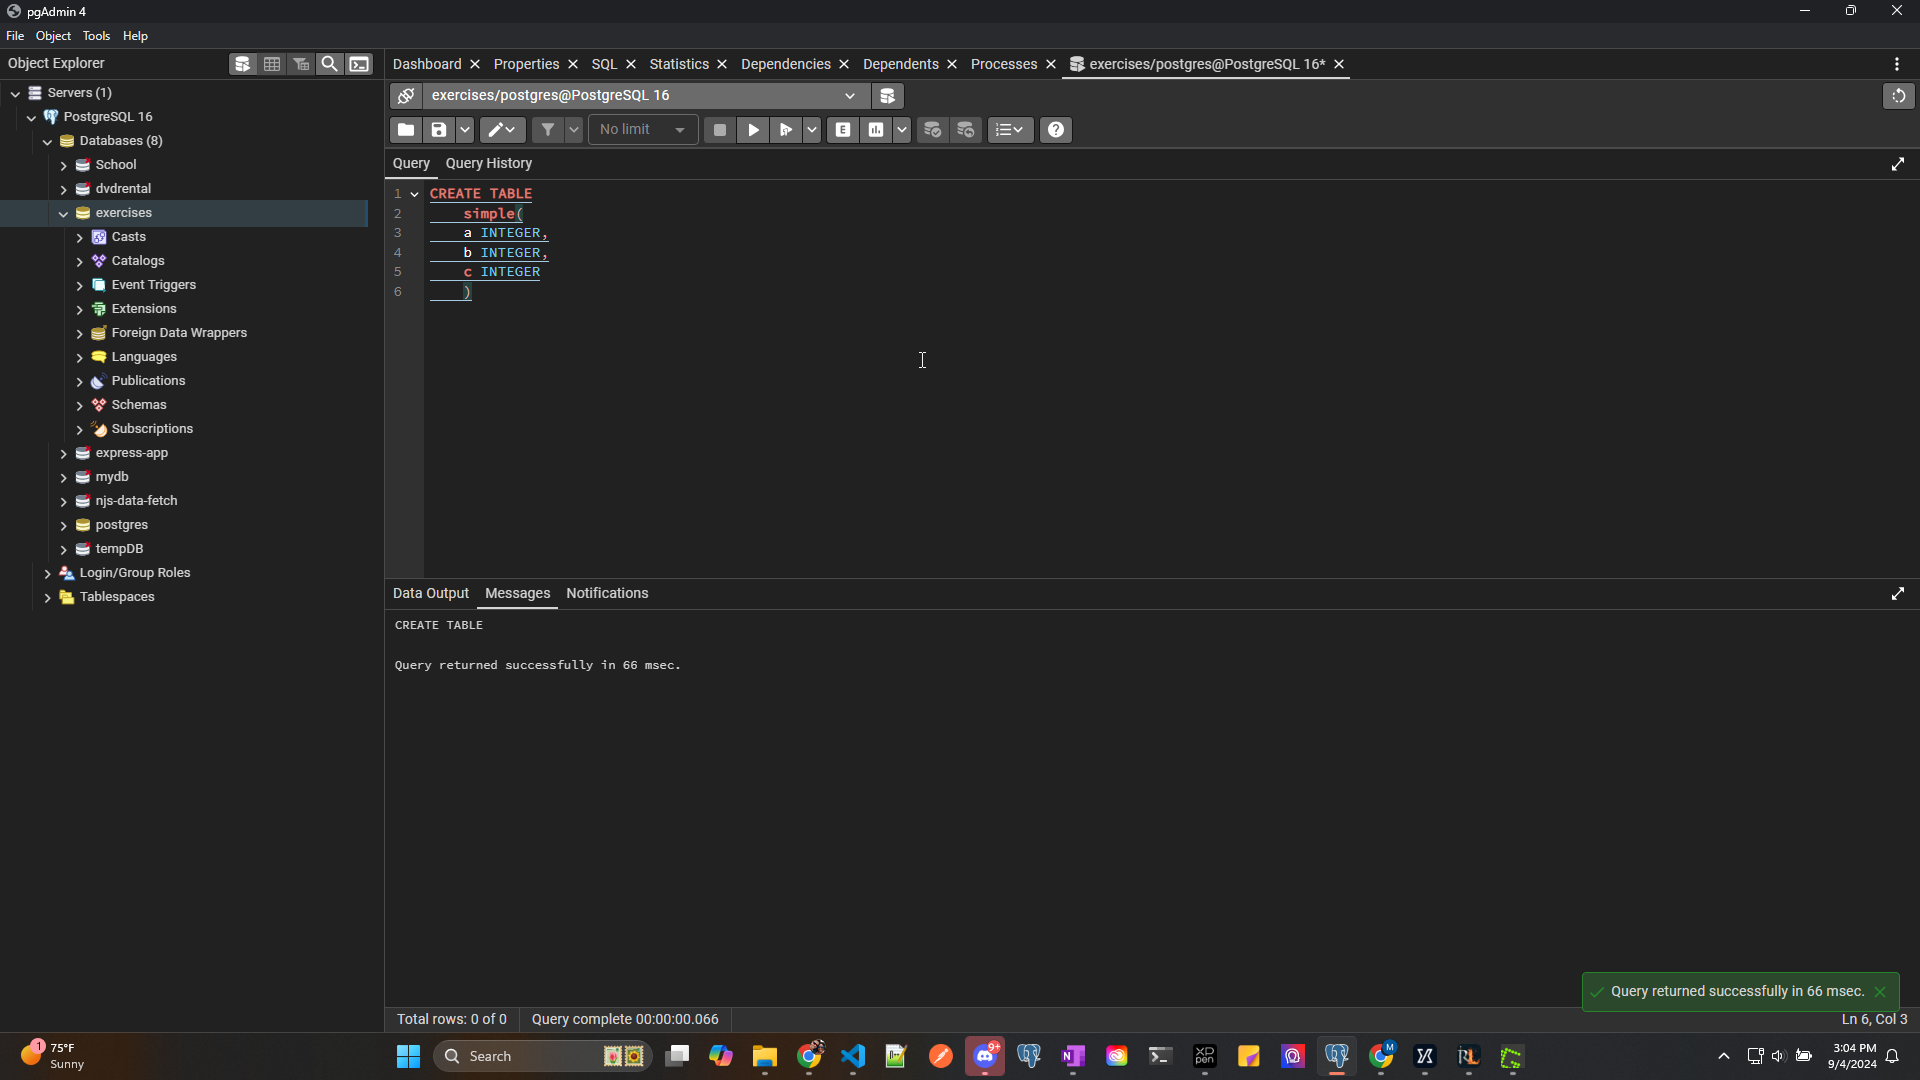 pgAdmin 4
File Object Tools Help
Object Explorer
Dashboard Properties SQL Statistics Dependencies Dependents Processes exercises/postgres@PostgreSQL 16*
Servers (1)
PostgreSQL 16
Databases (8)
School
dvdrental
exercises
Casts
Catalogs
Event Triggers
Extensions
Foreign Data Wrappers
Languages
Publications
Schemas
Subscriptions
express-app
mydb
njs-data-fetch
postgres
tempDB
Login/Group Roles
Tablespaces
exercises/postgres@PostgreSQL 16
No limit
E
Query Query History
1 CREATE TABLE
2 simple(
3 a INTEGER,
4 b INTEGER,
5 c INTEGER
6 )
Data Output Messages Notifications
CREATE TABLE
Query returned successfully in 66 msec.
Query returned successfully in 66 msec.
Total rows: 0 of 0 Query complete 00:00:00.066 Ln 6, Col 3
1
75°F
Sunny
Search
9+
XP
pen
M
3:04 PM
9/4/2024